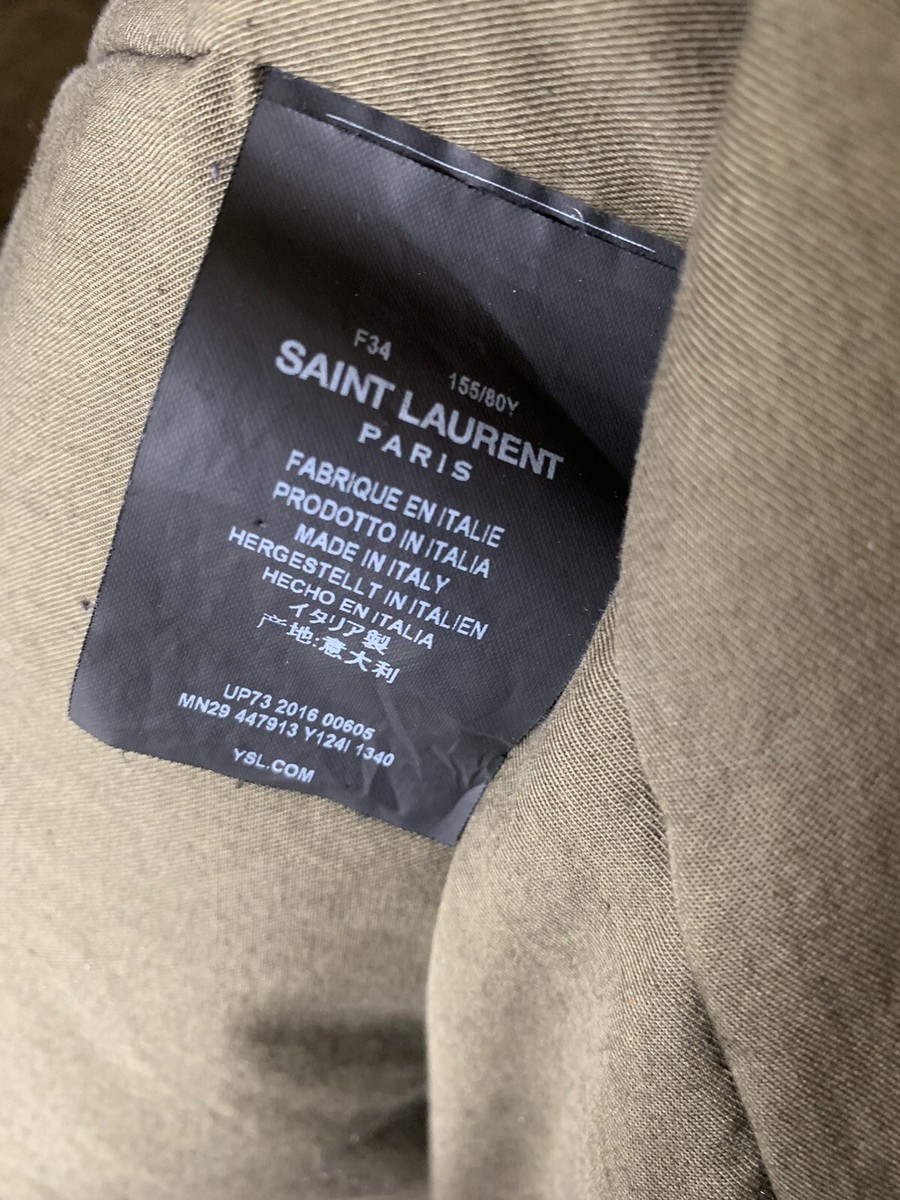 F34
155/80Y
SAINT LAURENT
PARIS
FABRIQUE EN ITALIE
PRODOTTO IN ITALIA
MADE IN ITALY
HERGESTELLT IN ITALIEN
HECHO EN ITALIA
イタリア製
产地:意大利
UP73 2016 00605
MN29 447913 Y124I 1340
YSL.COM